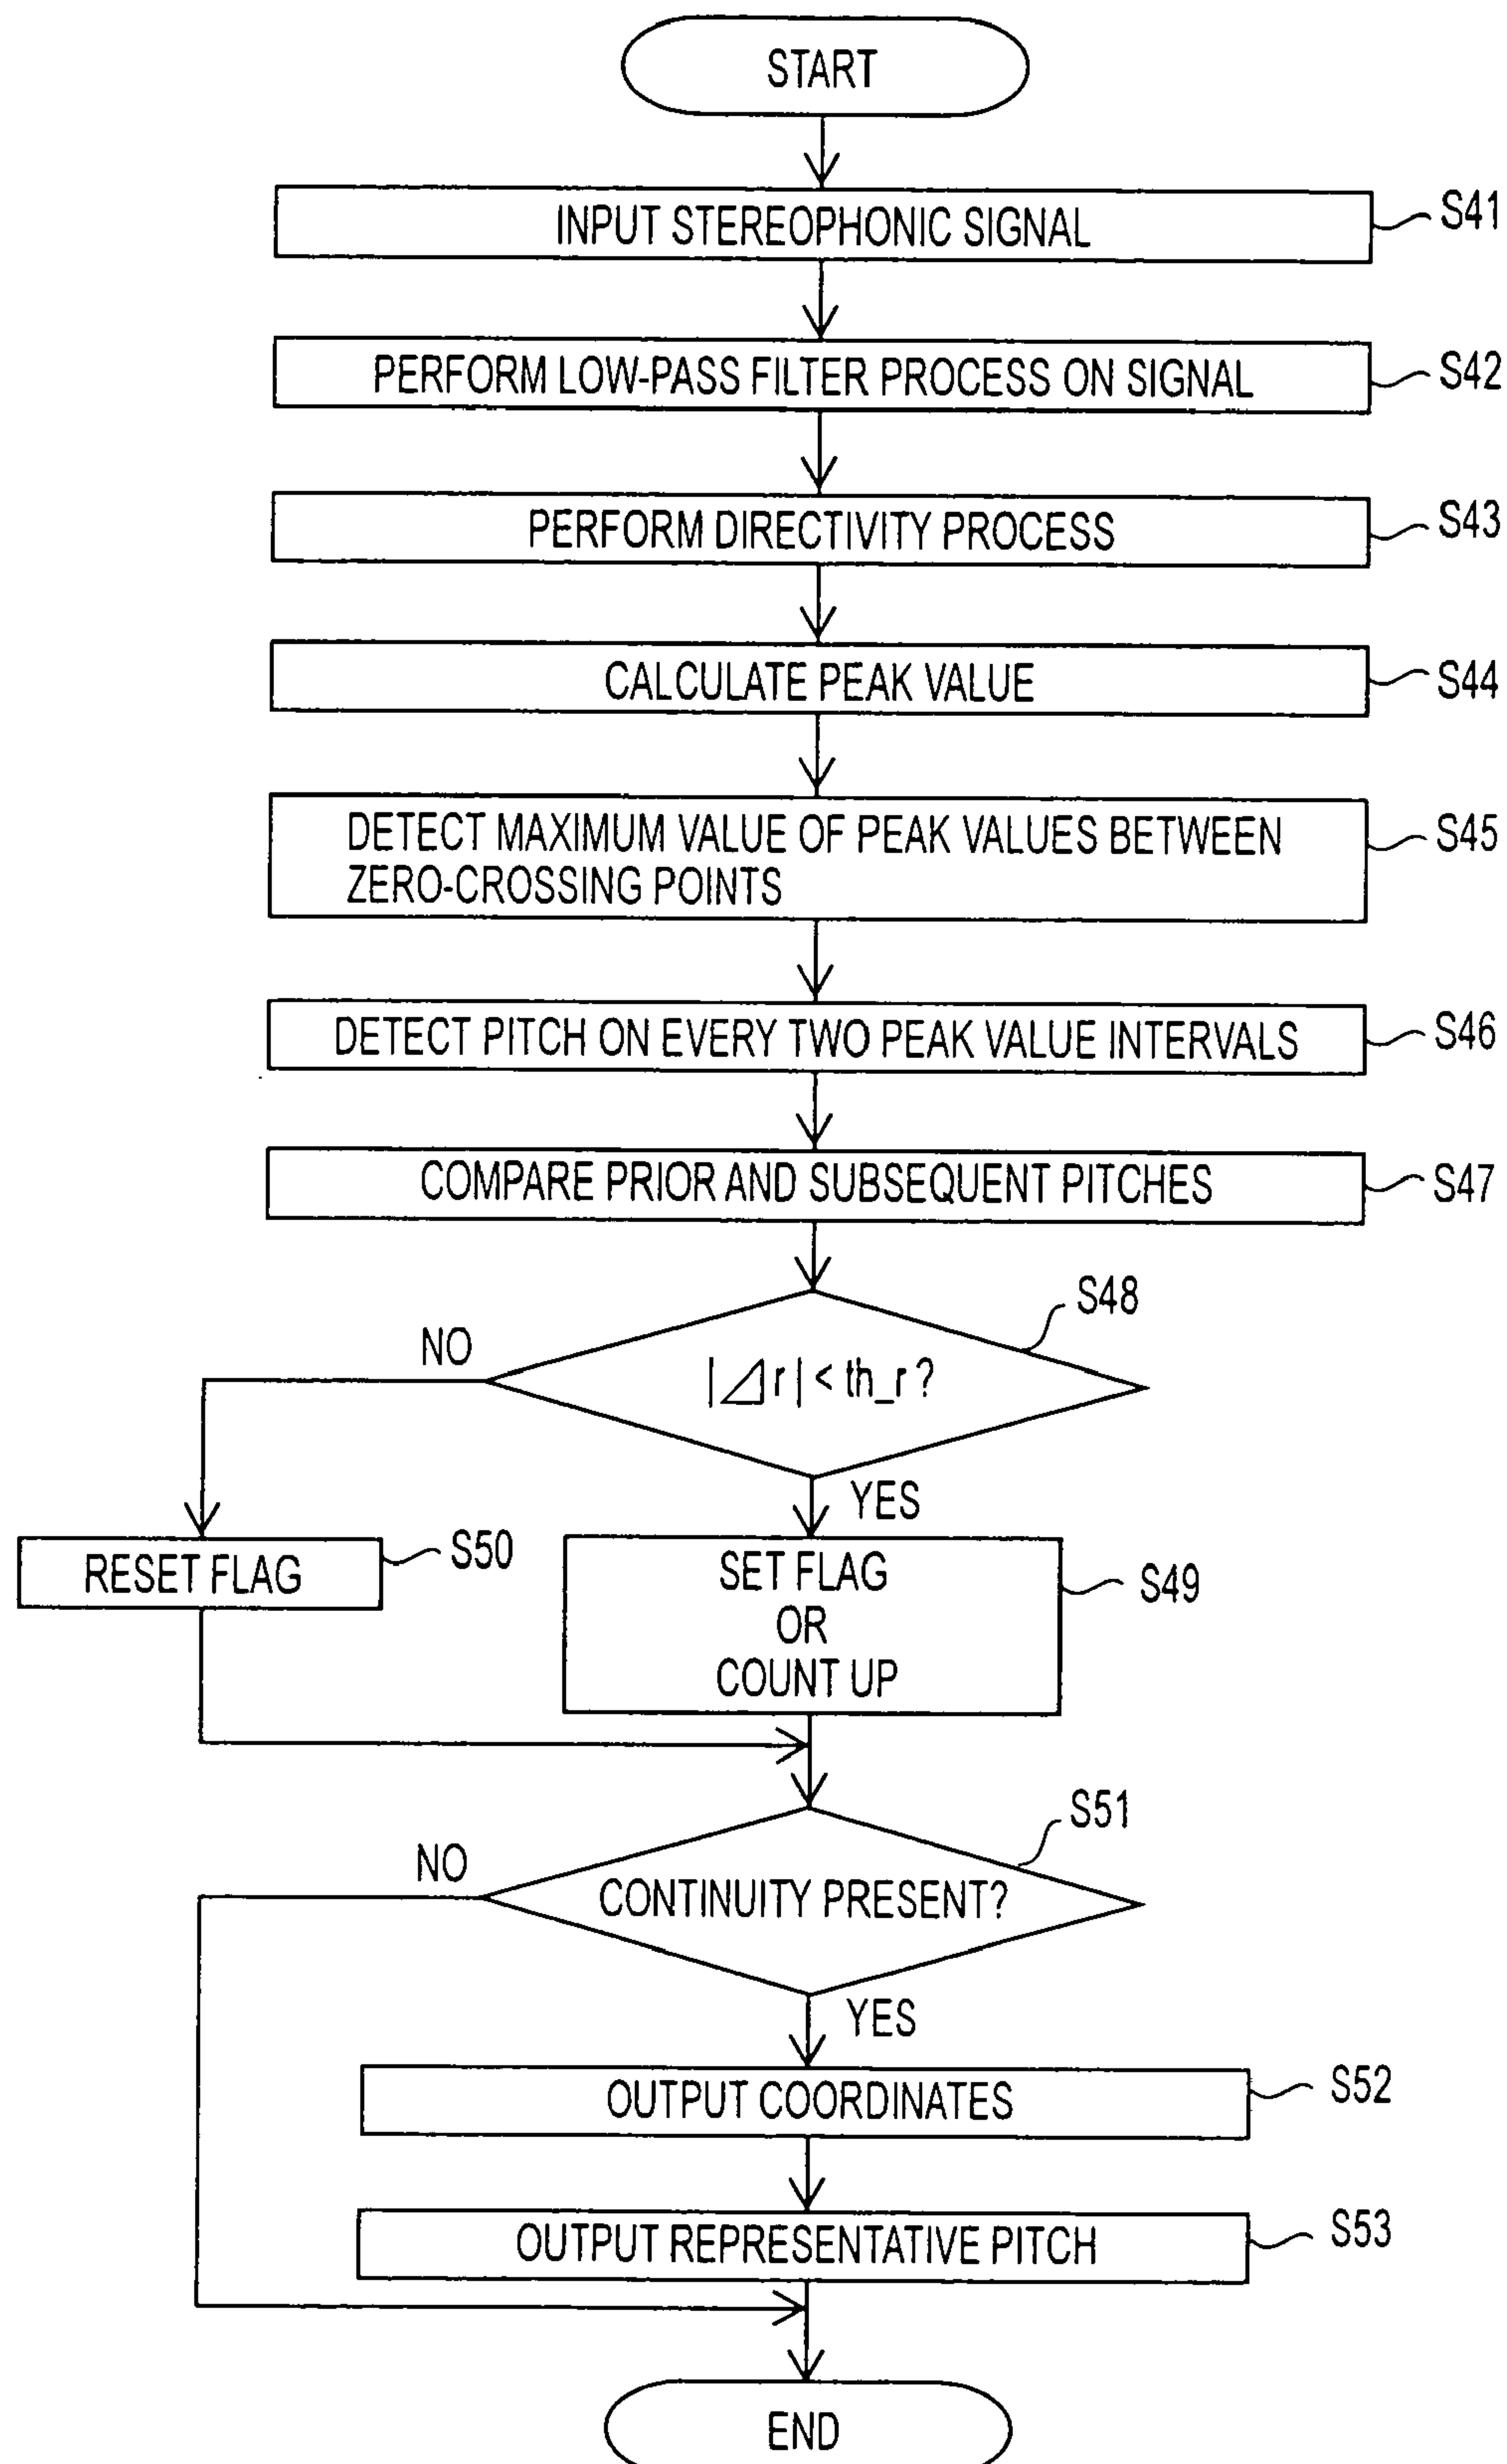 START
INPUT STEREOPHONIC SIGNAL
S41
PERFORM LOW-PASS FILTER PROCESS ON SIGNAL
S42
PERFORM DIRECTIVITY PROCESS
S43
CALCULATE PEAK VALUE
S44
DETECT MAXIMUM VALUE OF PEAK VALUES BETWEEN
ZERO-CROSSING POINTS
S45
DETECT PITCH ON EVERY TWO PEAK VALUE INTERVALS
S46
COMPARE PRIOR AND SUBSEQUENT PITCHES
S47
S48
NO
|⊿r| < th_r ?
YES
RESET FLAG
S50
SET FLAG
OR
COUNT UP
S49
S51
NO
CONTINUITY PRESENT?
YES
OUTPUT COORDINATES
S52
OUTPUT REPRESENTATIVE PITCH
S53
END